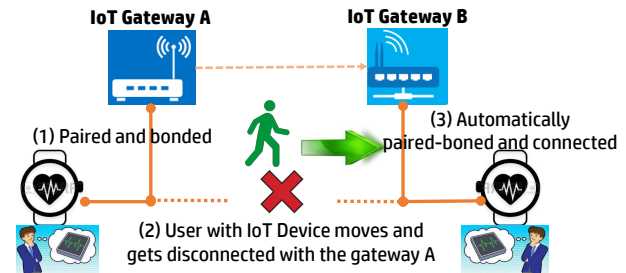 IoT Gateway A
IoT Gateway B
(1) Paired and bonded
(3) Automatically
paired-boned and connected
(2) User with IoT Device moves and
gets disconnected with the gateway A